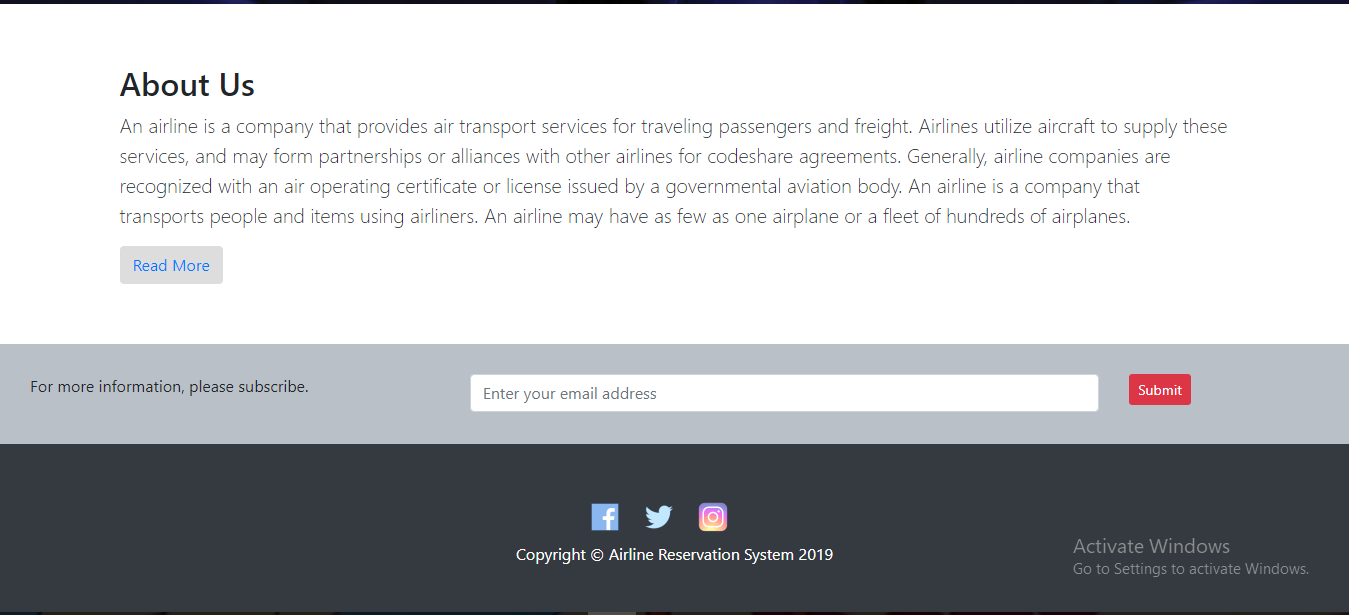 About Us
An airline is a company that provides air transport services for traveling passengers and freight. Airlines utilize aircraft to supply these
services, and may form partnerships or alliances with other airlines for codeshare agreements. Generally, airline companies are
recognized with an air operating certificate or license issued by a governmental aviation body. An airline is a company that
transports people and items using airliners. An airline may have as few as one airplane or a fleet of hundreds of airplanes.
Read More
For more information, please subscribe.
Enter your email address
Submit
Copyright © Airline Reservation System 2019
Activate Windows
Go to Settings to activate Windows.